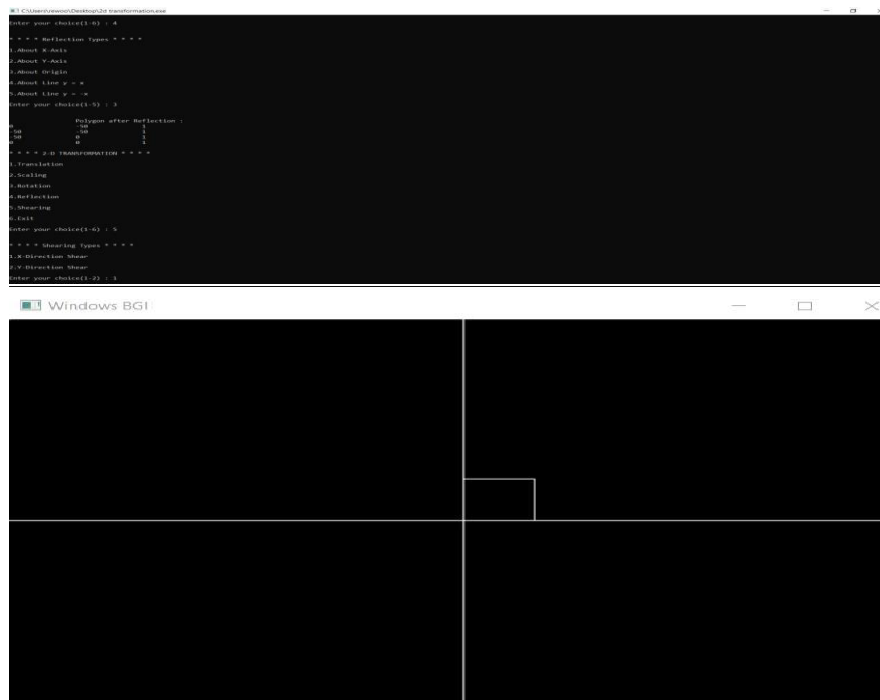 C:\Users\rewoo\Desktop\2d transformation.exe
Enter your choice(1-6) : 4
* * * * Reflection Types * * * *
1.About X-Axis
2.About Y-Axis
3.About Origin
4.About Line y = x
5.About Line y = -x
Enter your choice(1-5) : 3
Polygon after Reflection :
0 -50 1
-50 -50 1
-50 0 1
0 0 1
* * * * 2-D TRANSFORMATION * * * *
1.Translation
2.Scaling
3.Rotation
4.Reflection
5.Shearing
6.Exit
Enter your choice(1-6) : 5
* * * * Shearing Types * * * *
1.X-Direction Shear
2.Y-Direction Shear
Enter your choice(1-2) : 1
Windows BGI